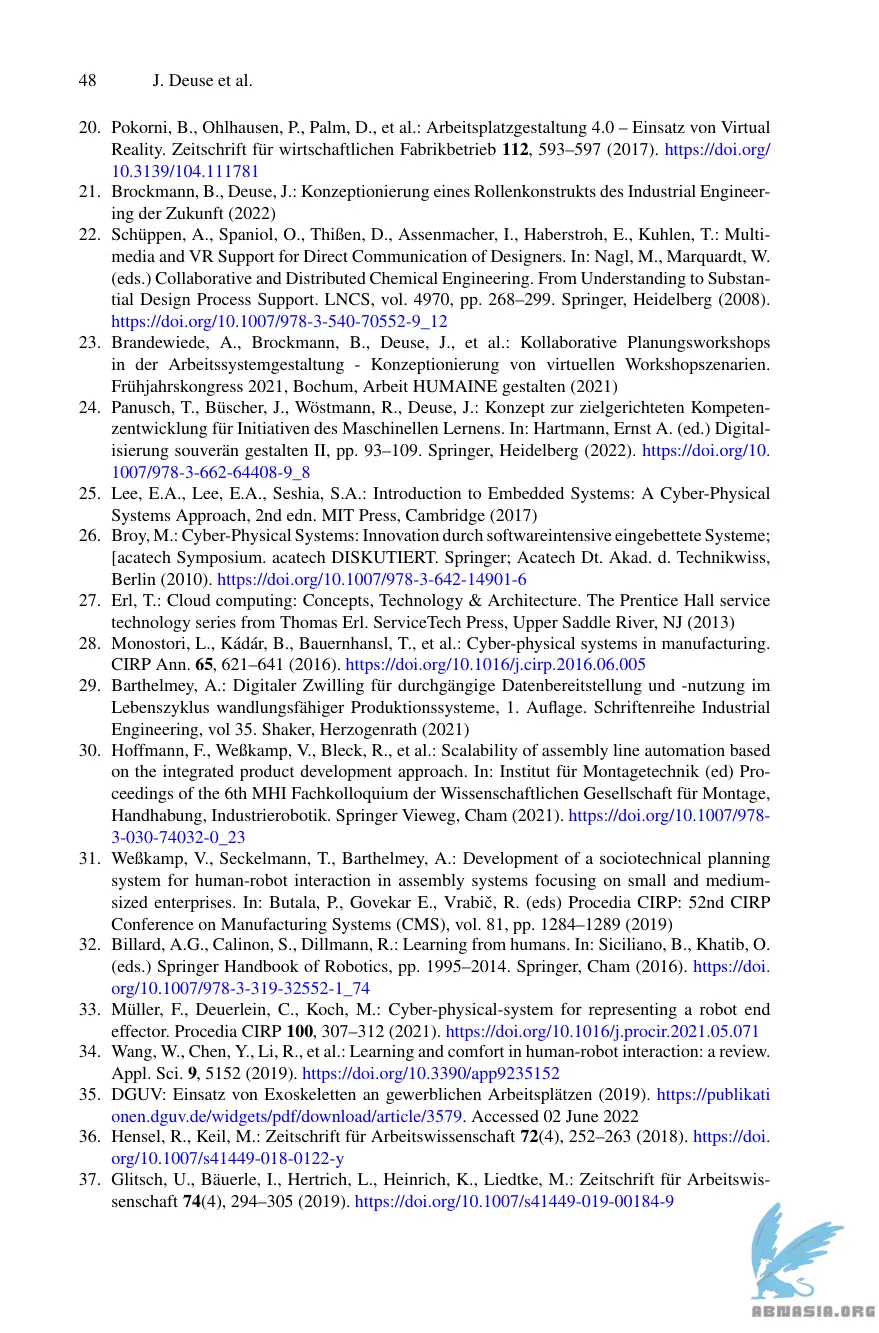 48 J. Deuse et al.
20. Pokorni, B., Ohlhausen, P., Palm, D., et al.: Arbeitsplatzgestaltung 4.0 – Einsatz von Virtual
Reality. Zeitschrift für wirtschaftlichen Fabrikbetrieb 112, 593–597 (2017). https://doi.org/
10.3139/104.111781
21. Brockmann, B., Deuse, J.: Konzeptionierung eines Rollenkonstrukts des Industrial Engineer-
ing der Zukunft (2022)
22. Schüppen, A., Spaniol, O., Thißen, D., Assenmacher, I., Haberstroh, E., Kuhlen, T.: Multi-
media and VR Support for Direct Communication of Designers. In: Nagl, M., Marquardt, W.
(eds.) Collaborative and Distributed Chemical Engineering. From Understanding to Substan-
tial Design Process Support. LNCS, vol. 4970, pp. 268–299. Springer, Heidelberg (2008).
https://doi.org/10.1007/978-3-540-70552-9_12
23. Brandewiede, A., Brockmann, B., Deuse, J., et al.: Kollaborative Planungsworkshops
in der Arbeitssystemgestaltung - Konzeptionierung von virtuellen Workshopszenarien.
Frühjahrskongress 2021, Bochum, Arbeit HUMAINE gestalten (2021)
24. Panusch, T., Büscher, J., Wöstmann, R., Deuse, J.: Konzept zur zielgerichteten Kompeten-
zentwicklung für Initiativen des Maschinellen Lernens. In: Hartmann, Ernst A. (ed.) Digital-
isierung souverän gestalten II, pp. 93–109. Springer, Heidelberg (2022). https://doi.org/10.
1007/978-3-662-64408-9_8
25. Lee, E.A., Lee, E.A., Seshia, S.A.: Introduction to Embedded Systems: A Cyber-Physical
Systems Approach, 2nd edn. MIT Press, Cambridge (2017)
26. Broy, M.: Cyber-Physical Systems: Innovation durch softwareintensive eingebettete Systeme;
[acatech Symposium. acatech DISKUTIERT. Springer; Acatech Dt. Akad. d. Technikwiss,
Berlin (2010). https://doi.org/10.1007/978-3-642-14901-6
27. Erl, T.: Cloud computing: Concepts, Technology & Architecture. The Prentice Hall service
technology series from Thomas Erl. ServiceTech Press, Upper Saddle River, NJ (2013)
28. Monostori, L., Kádár, B., Bauernhansl, T., et al.: Cyber-physical systems in manufacturing.
CIRP Ann. 65, 621–641 (2016). https://doi.org/10.1016/j.cirp.2016.06.005
29. Barthelmey, A.: Digitaler Zwilling für durchgängige Datenbereitstellung und -nutzung im
Lebenszyklus wandlungsfähiger Produktionssysteme, 1. Auflage. Schriftenreihe Industrial
Engineering, vol 35. Shaker, Herzogenrath (2021)
30. Hoffmann, F., Weßkamp, V., Bleck, R., et al.: Scalability of assembly line automation based
on the integrated product development approach. In: Institut für Montagetechnik (ed) Pro-
ceedings of the 6th MHI Fachkolloquium der Wissenschaftlichen Gesellschaft für Montage,
Handhabung, Industrierobotik. Springer Vieweg, Cham (2021). https://doi.org/10.1007/978-
3-030-74032-0_23
31. Weßkamp, V., Seckelmann, T., Barthelmey, A.: Development of a sociotechnical planning
system for human-robot interaction in assembly systems focusing on small and medium-
sized enterprises. In: Butala, P., Govekar E., Vrabič, R. (eds) Procedia CIRP: 52nd CIRP
Conference on Manufacturing Systems (CMS), vol. 81, pp. 1284–1289 (2019)
32. Billard, A.G., Calinon, S., Dillmann, R.: Learning from humans. In: Siciliano, B., Khatib, O.
(eds.) Springer Handbook of Robotics, pp. 1995–2014. Springer, Cham (2016). https://doi.
org/10.1007/978-3-319-32552-1_74
33. Müller, F., Deuerlein, C., Koch, M.: Cyber-physical-system for representing a robot end
effector. Procedia CIRP 100, 307–312 (2021). https://doi.org/10.1016/j.procir.2021.05.071
34. Wang, W., Chen, Y., Li, R., et al.: Learning and comfort in human-robot interaction: a review.
Appl. Sci. 9, 5152 (2019). https://doi.org/10.3390/app9235152
35. DGUV: Einsatz von Exoskeletten an gewerblichen Arbeitsplätzen (2019). https://publikati
onen.dguv.de/widgets/pdf/download/article/3579. Accessed 02 June 2022
36. Hensel, R., Keil, M.: Zeitschrift für Arbeitswissenschaft 72(4), 252–263 (2018). https://doi.
org/10.1007/s41449-018-0122-y
37. Glitsch, U., Bäuerle, I., Hertrich, L., Heinrich, K., Liedtke, M.: Zeitschrift für Arbeitswis-
senschaft 74(4), 294–305 (2019). https://doi.org/10.1007/s41449-019-00184-9
ABMASIA.ORG